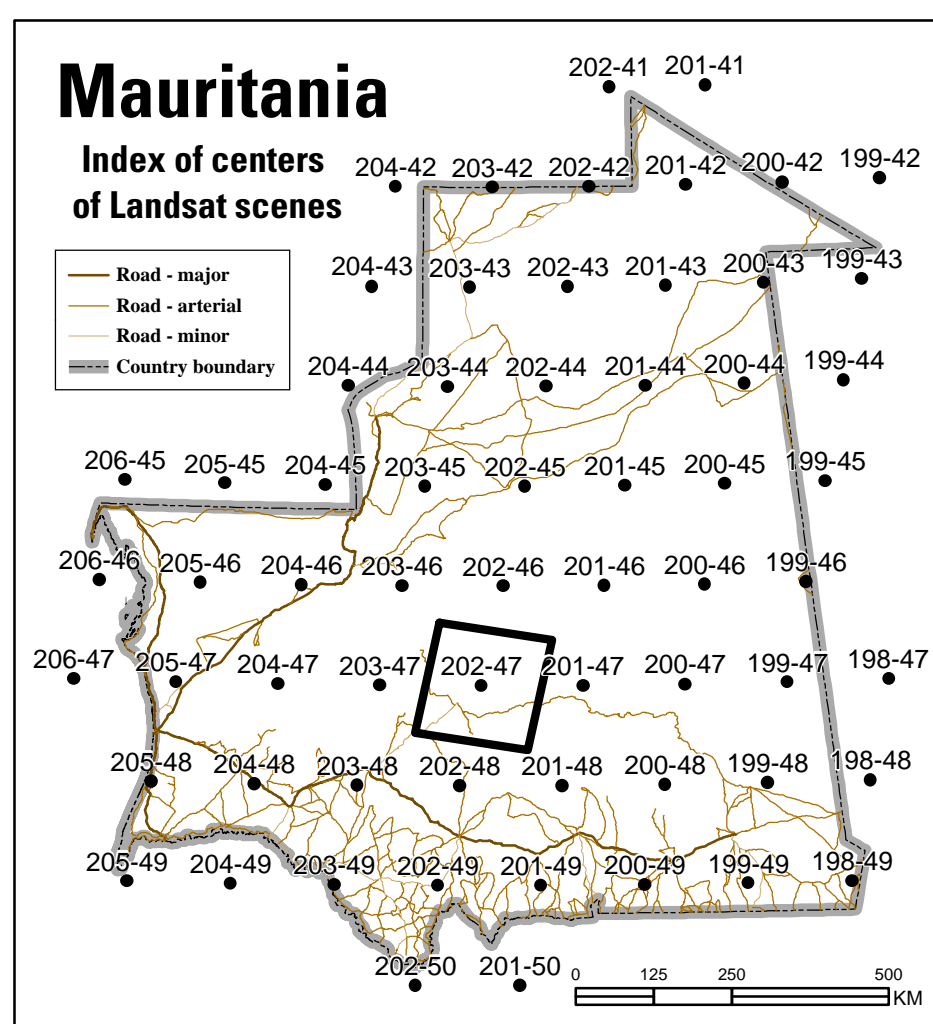 Mauritania
Index of centers
of Landsat scenes
Road - major
Road - arterial
Road - minor
Country boundary
202-41 201-41
204-42 203-42 202-42 201-42 200-42 199-42
204-43 203-43 202-43 201-43 200-43 199-43
204-44 203-44 202-44 201-44 200-44 199-44
206-45 205-45 204-45 203-45 202-45 201-45 200-45 199-45
206-46 205-46 204-46 203-46 202-46 201-46 200-46 199-46
206-47 205-47 204-47 203-47 202-47 201-47 200-47 199-47 198-47
205-48 204-48 203-48 202-48 201-48 200-48 199-48 198-48
205-49 204-49 203-49 202-49 201-49 200-49 199-49 198-49
202-50 201-50
0 125 250 500
KM